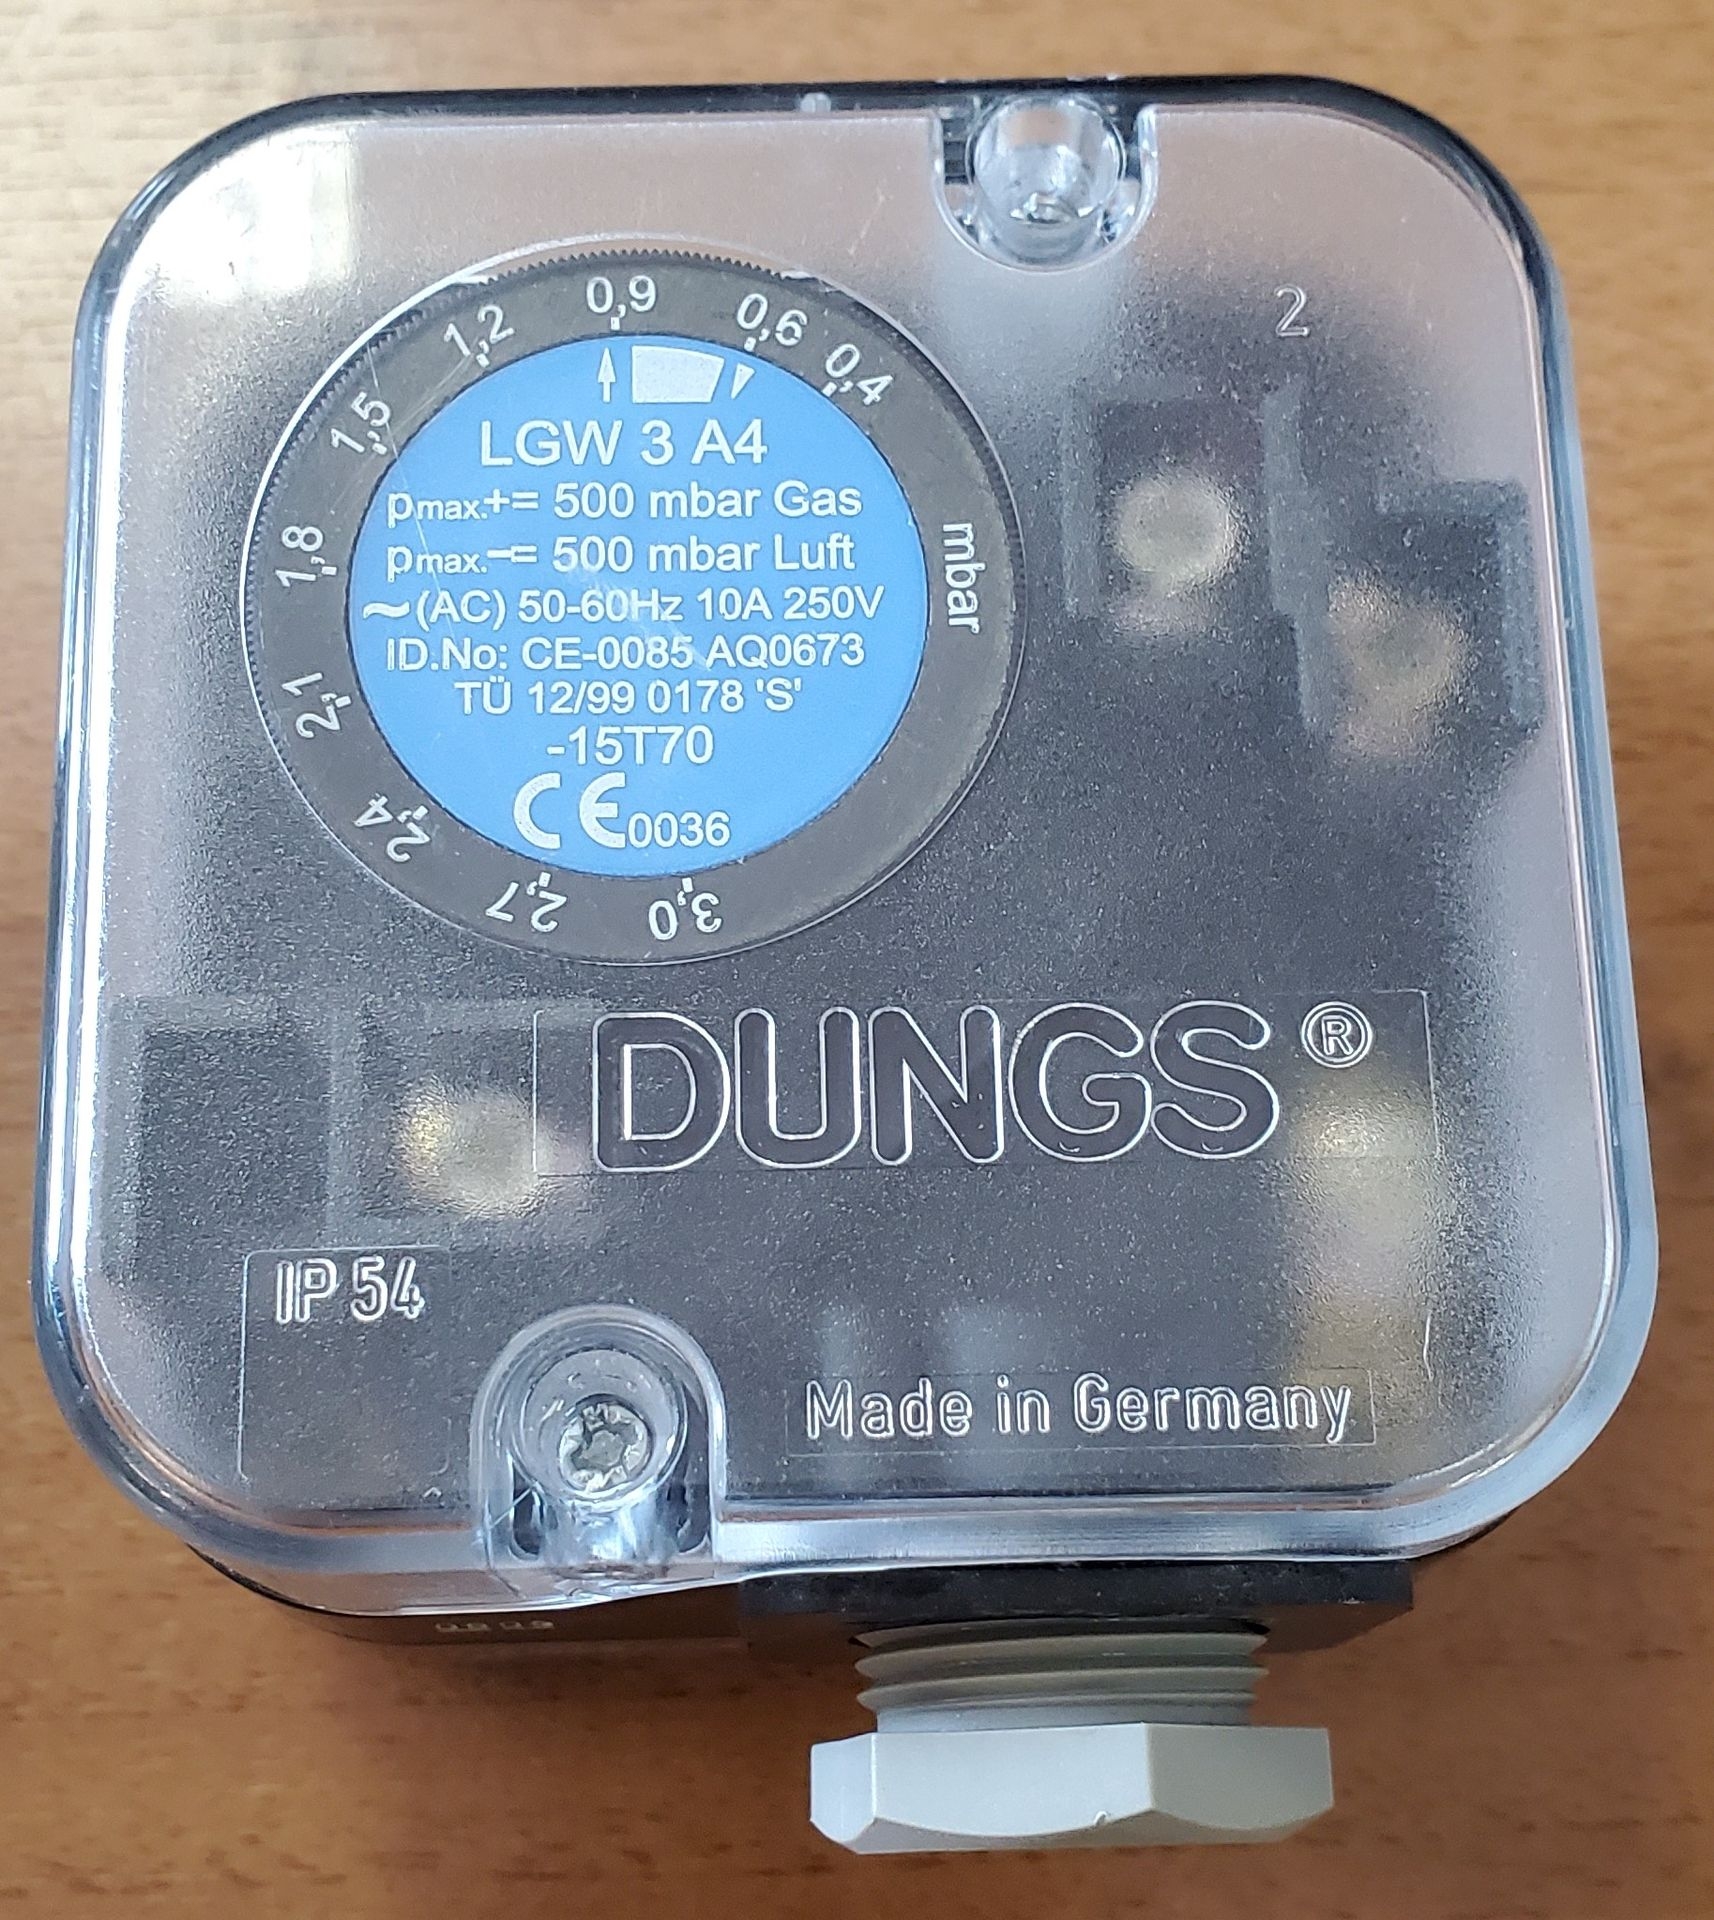 0,4
0,6
0,9
1,2
1,5
1,8
2,1
2,4
2,7
3,0
mbar
2
LGW 3 A4
pmax.+= 500 mbar Gas
pmax.-= 500 mbar Luft
~(AC) 50-60Hz 10A 250V
ID.No: CE-0085 AQ0673
TÜ 12/99 0178 'S'
-15T70
CE 0036
DUNGS®
IP 54
Made in Germany